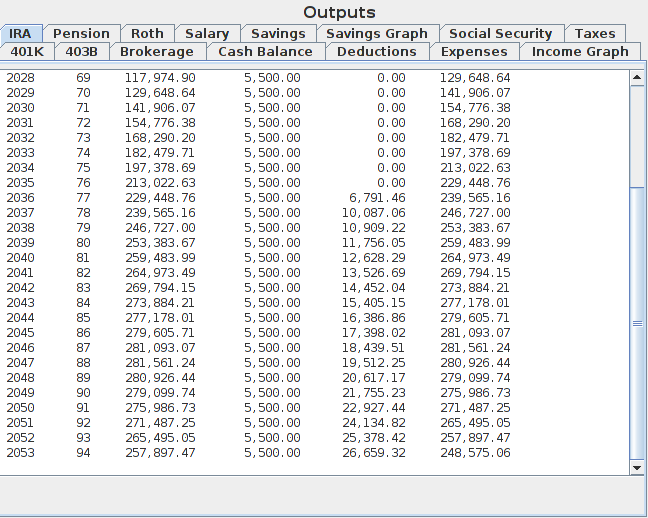 Outputs
IRA Pension Roth Salary Savings Savings Graph Social Security Taxes
401K 403B Brokerage Cash Balance Deductions Expenses Income Graph
2028 69 117,974.90 5,500.00 0.00 129,648.64
2029 70 129,648.64 5,500.00 0.00 141,906.07
2030 71 141,906.07 5,500.00 0.00 154,776.38
2031 72 154,776.38 5,500.00 0.00 168,290.20
2032 73 168,290.20 5,500.00 0.00 182,479.71
2033 74 182,479.71 5,500.00 0.00 197,378.69
2034 75 197,378.69 5,500.00 0.00 213,022.63
2035 76 213,022.63 5,500.00 0.00 229,448.76
2036 77 229,448.76 5,500.00 6,791.46 239,565.16
2037 78 239,565.16 5,500.00 10,087.06 246,727.00
2038 79 246,727.00 5,500.00 10,909.22 253,383.67
2039 80 253,383.67 5,500.00 11,756.05 259,483.99
2040 81 259,483.99 5,500.00 12,628.29 264,973.49
2041 82 264,973.49 5,500.00 13,526.69 269,794.15
2042 83 269,794.15 5,500.00 14,452.04 273,884.21
2043 84 273,884.21 5,500.00 15,405.15 277,178.01
2044 85 277,178.01 5,500.00 16,386.86 279,605.71
2045 86 279,605.71 5,500.00 17,398.02 281,093.07
2046 87 281,093.07 5,500.00 18,439.51 281,561.24
2047 88 281,561.24 5,500.00 19,512.25 280,926.44
2048 89 280,926.44 5,500.00 20,617.17 279,099.74
2049 90 279,099.74 5,500.00 21,755.23 275,986.73
2050 91 275,986.73 5,500.00 22,927.44 271,487.25
2051 92 271,487.25 5,500.00 24,134.82 265,495.05
2052 93 265,495.05 5,500.00 25,378.42 257,897.47
2053 94 257,897.47 5,500.00 26,659.32 248,575.06